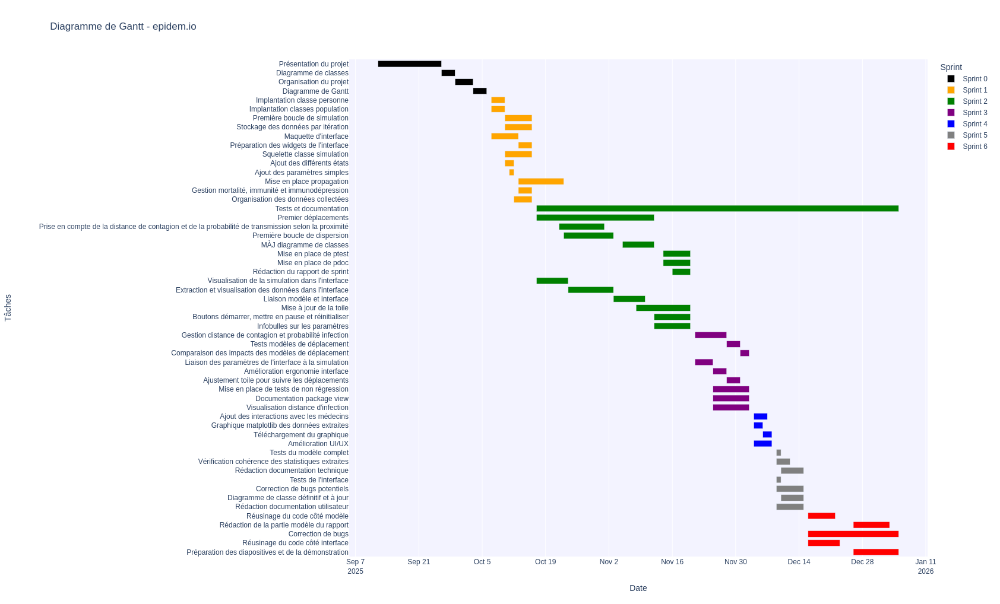 Diagramme de Gantt - epidem.io
Tâches
Présentation du projet
Diagramme de classes
Organisation du projet
Diagramme de Gantt
Implantation classe personne
Implantation classes population
Première boucle de simulation
Stockage des données par itération
Maquette d'interface
Préparation des widgets de l'interface
Squelette classe simulation
Ajout des différents états
Ajout des paramètres simples
Mise en place propagation
Gestion mortalité, immunité et immunodépression
Organisation des données collectées
Tests et documentation
Premier déplacements
Prise en compte de la distance de contagion et de la probabilité de transmission selon la proximité
Première boucle de dispersion
MÀJ diagramme de classes
Mise en place de ptest
Mise en place de pdoc
Rédaction du rapport de sprint
Visualisation de la simulation dans l'interface
Extraction et visualisation des données dans l'interface
Liaison modèle et interface
Mise à jour de la toile
Boutons démarrer, mettre en pause et réinitialiser
Infobulles sur les paramètres
Gestion distance de contagion et probabilité infection
Tests modèles de déplacement
Comparaison des impacts des modèles de déplacement
Liaison des paramètres de l'interface à la simulation
Amélioration ergonomie interface
Ajustement toile pour suivre les déplacements
Mise en place de tests de non régression
Documentation package view
Visualisation distance d'infection
Ajout des interactions avec les médecins
Graphique matplotlib des données extraites
Téléchargement du graphique
Amélioration UI/UX
Tests du modèle complet
Vérification cohérence des statistiques extraites
Rédaction documentation technique
Tests de l'interface
Correction de bugs potentiels
Diagramme de classe définitif et à jour
Rédaction documentation utilisateur
Réusinage du code côté modèle
Rédaction de la partie modèle du rapport
Correction de bugs
Réusinage du code côté interface
Préparation des diapositives et de la démonstration
Sep 7 Sep 21 Oct 5 Oct 19 Nov 2 Nov 16 Nov 30 Dec 14 Dec 28 Jan 11
2025 2026
Date
Sprint
Sprint 0
Sprint 1
Sprint 2
Sprint 3
Sprint 4
Sprint 5
Sprint 6